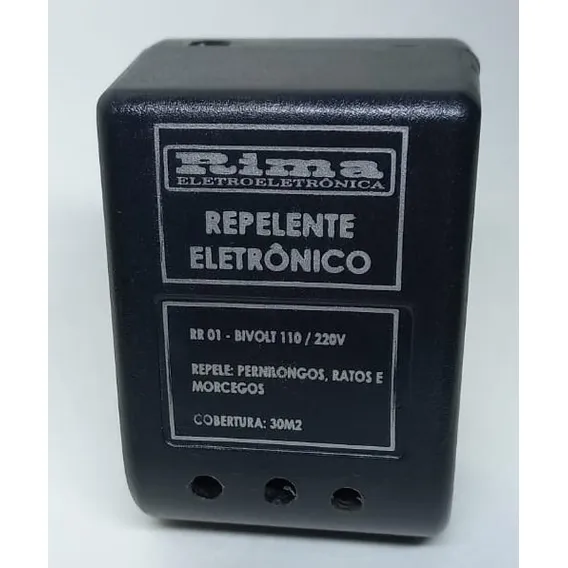 Rima
ELETROELETRÔNICA
REPELENTE
ELETRÔNICO
RR 01 - BIVOLT 110 / 220V
REPELE: PERNILONGOS, RATOS E
MORCEGOS
COBERTURA: 30M2